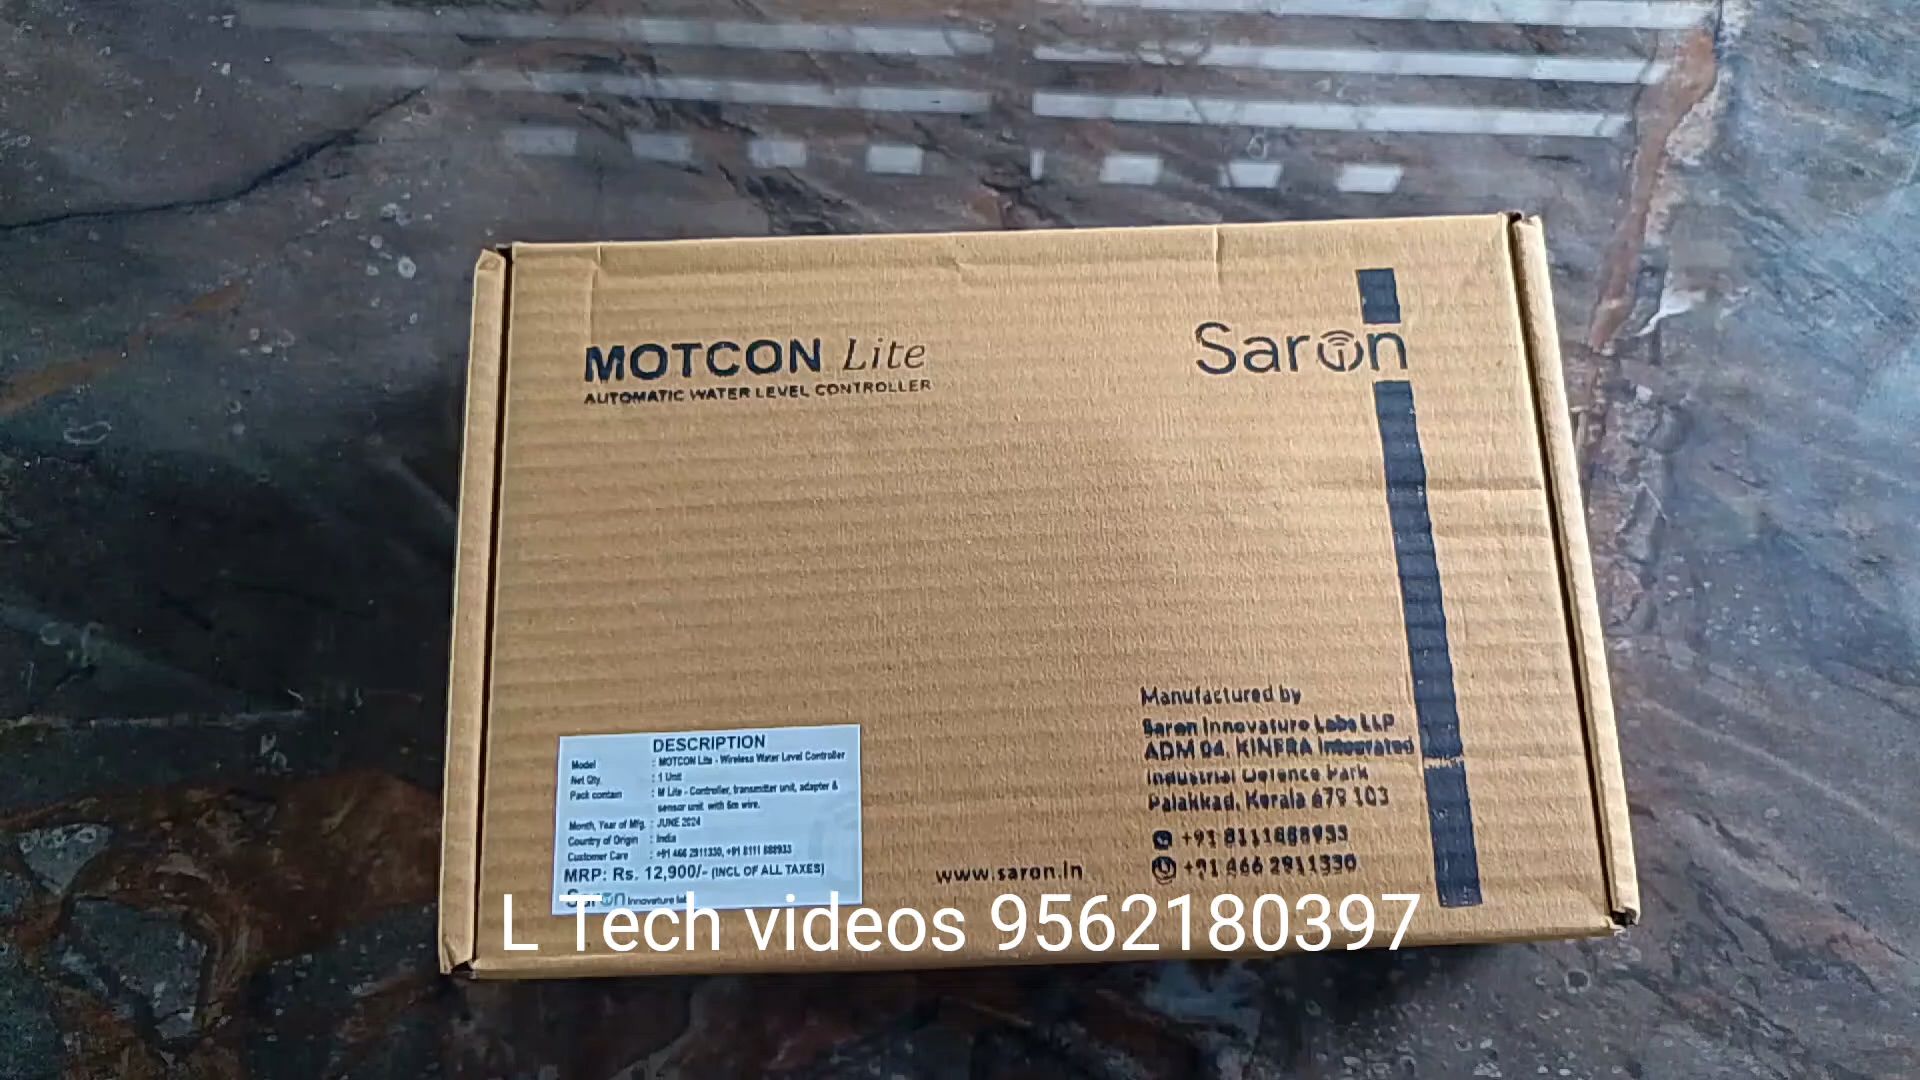 MOTCON Lite
AUTOMATIC WATER LEVEL CONTROLLER
Saron
DESCRIPTION
Model : MOTCON Lite - Wireless Water Level Controller
Net Qty. : 1 Unit
Pack contain : M Lite - Controller, transmitter unit, adapter &
sensor unit with 6m wire.
Month, Year of Mfg. : JUNE 2024
Country of Origin : India
Customer Care : +91 466 2911330, +91 8111 888933
MRP: Rs. 12,900/- (INCL OF ALL TAXES)
Saron Innovature
Manufactured by
Saron Innovature Labs LLP
ADM 04, KINFRA Integrated
Industrial Defence Park
Palakkad, Kerala 679 103
+91 8111888933
+91 466 2911330
www.saron.in
L Tech videos 9562180397